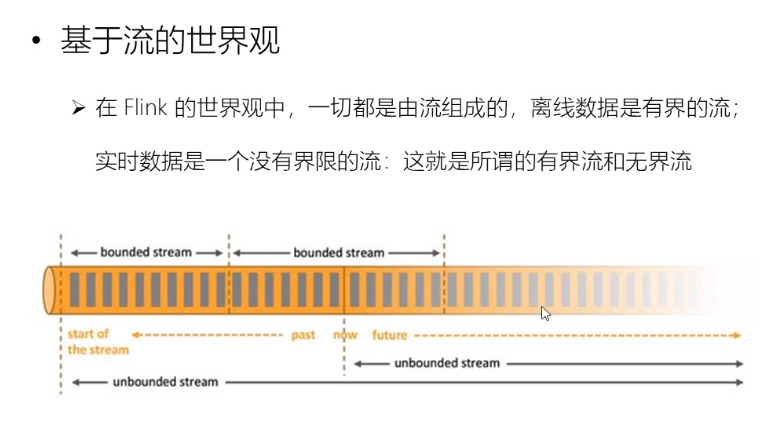 • 基于流的世界观
➢ 在 Flink 的世界观中，一切都是由流组成的，离线数据是有界的流；
实时数据是一个没有界限的流：这就是所谓的有界流和无界流
bounded stream bounded stream
start of past now future
the stream
unbounded stream
unbounded stream